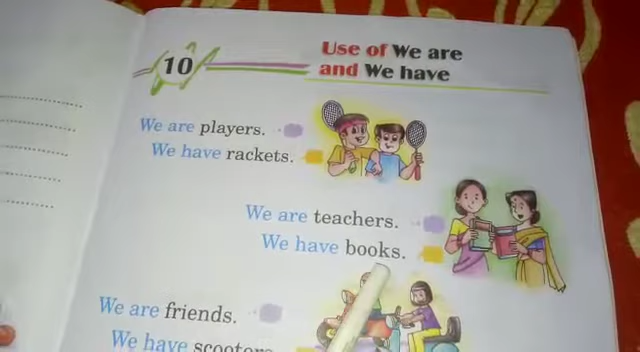 10
Use of We are
and We have
We are players.
We have rackets.
We are teachers.
We have books.
We are friends.
We have scooters